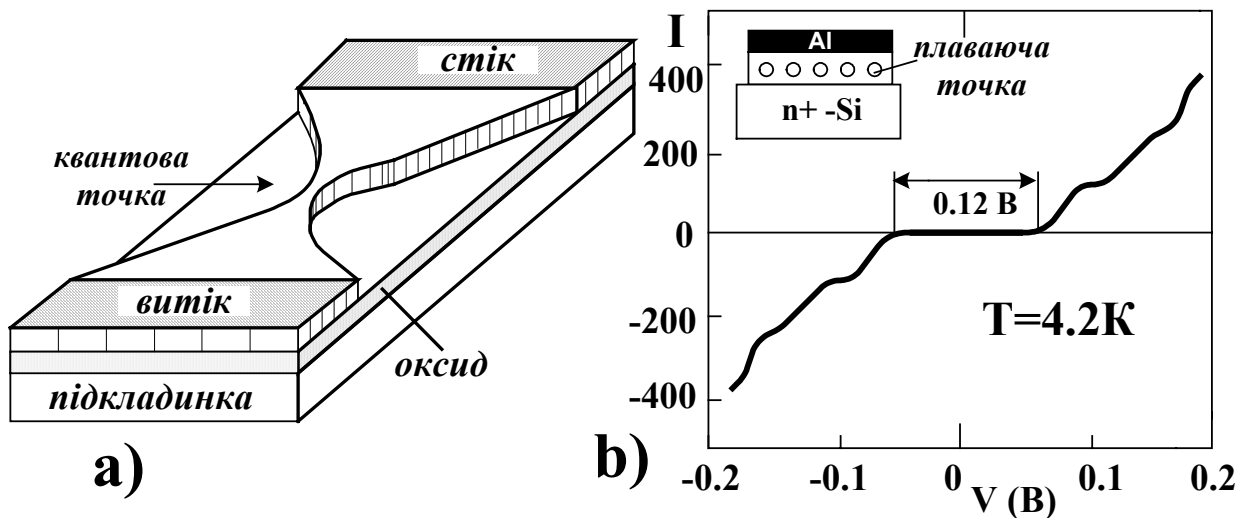 стік
квантова
точка
витік
оксид
підкладинка
a)
I
400
200
0
-200
-400
Al
плаваюча
точка
n+ -Si
0.12 В
T=4.2К
b)
-0.2
-0.1
0
0.1
0.2
V (В)